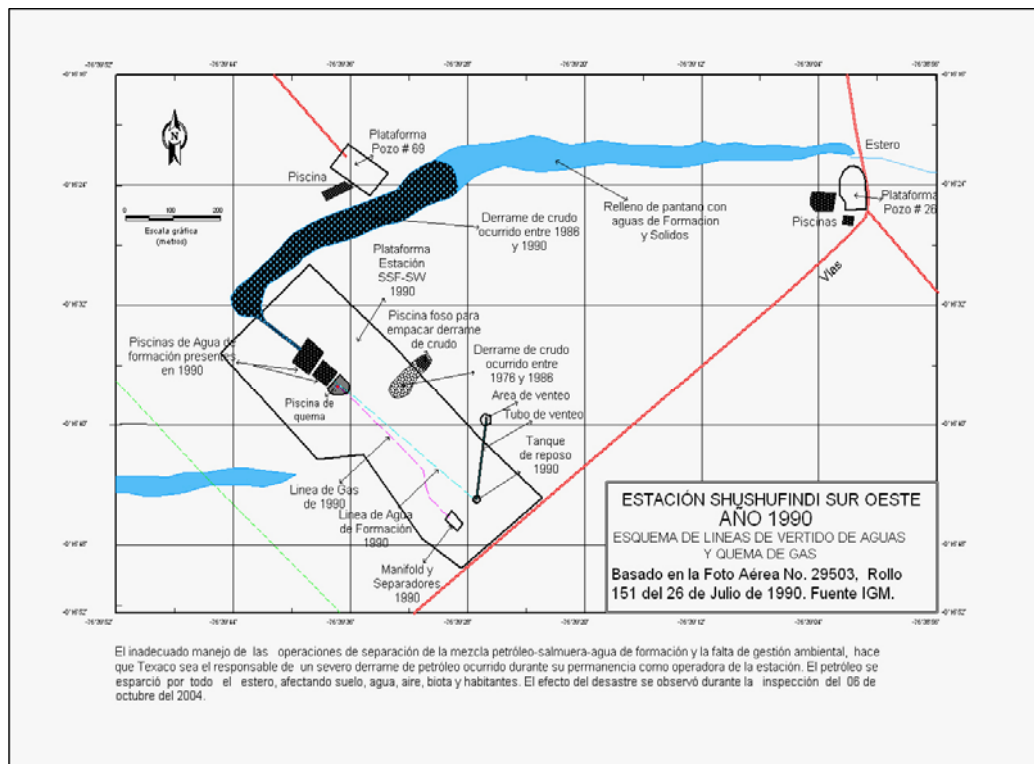 Plataforma
Pozo # 69
Piscina
Estero
Escala gráfica
(metros)
Derrame de crudo
ocurrido entre 1986
y 1990
Relleno de pantano con
aguas de Formacion
y Solidos
Plataforma
Pozo # 26
Piscinas
Vías
Plataforma
Estación
SSF-SW
1990
Piscina foso para
empacar derrame
de crudo
Piscinas de Agua de
formación presentes
en 1990
Derrame de crudo
ocurrido entre
1976 y 1986
Area de venteo
Tubo de venteo
Piscina de
quema
Tanque
de reposo
1990
Linea de Gas
de 1990
Linea de Agua
de Formación
1990
Manifold y
Separadores
1990
ESTACIÓN SHUSHUFINDI SUR OESTE
AÑO 1990
ESQUEMA DE LINEAS DE VERTIDO DE AGUAS
Y QUEMA DE GAS
Basado en la Foto Aérea No. 29503, Rollo
151 del 26 de Julio de 1990. Fuente IGM.
El inadecuado manejo de las operaciones de separación de la mezcla petróleo-salmuera-agua de formación y la falta de gestión ambiental, hace
que Texaco sea el responsable de un severo derrame de petróleo ocurrido durante su permanencia como operadora de la estación. El petróleo se
esparció por todo el estero, afectando suelo, agua, aire, biota y habitantes. El efecto del desastre se observó durante la inspección del 06 de
octubre del 2004.